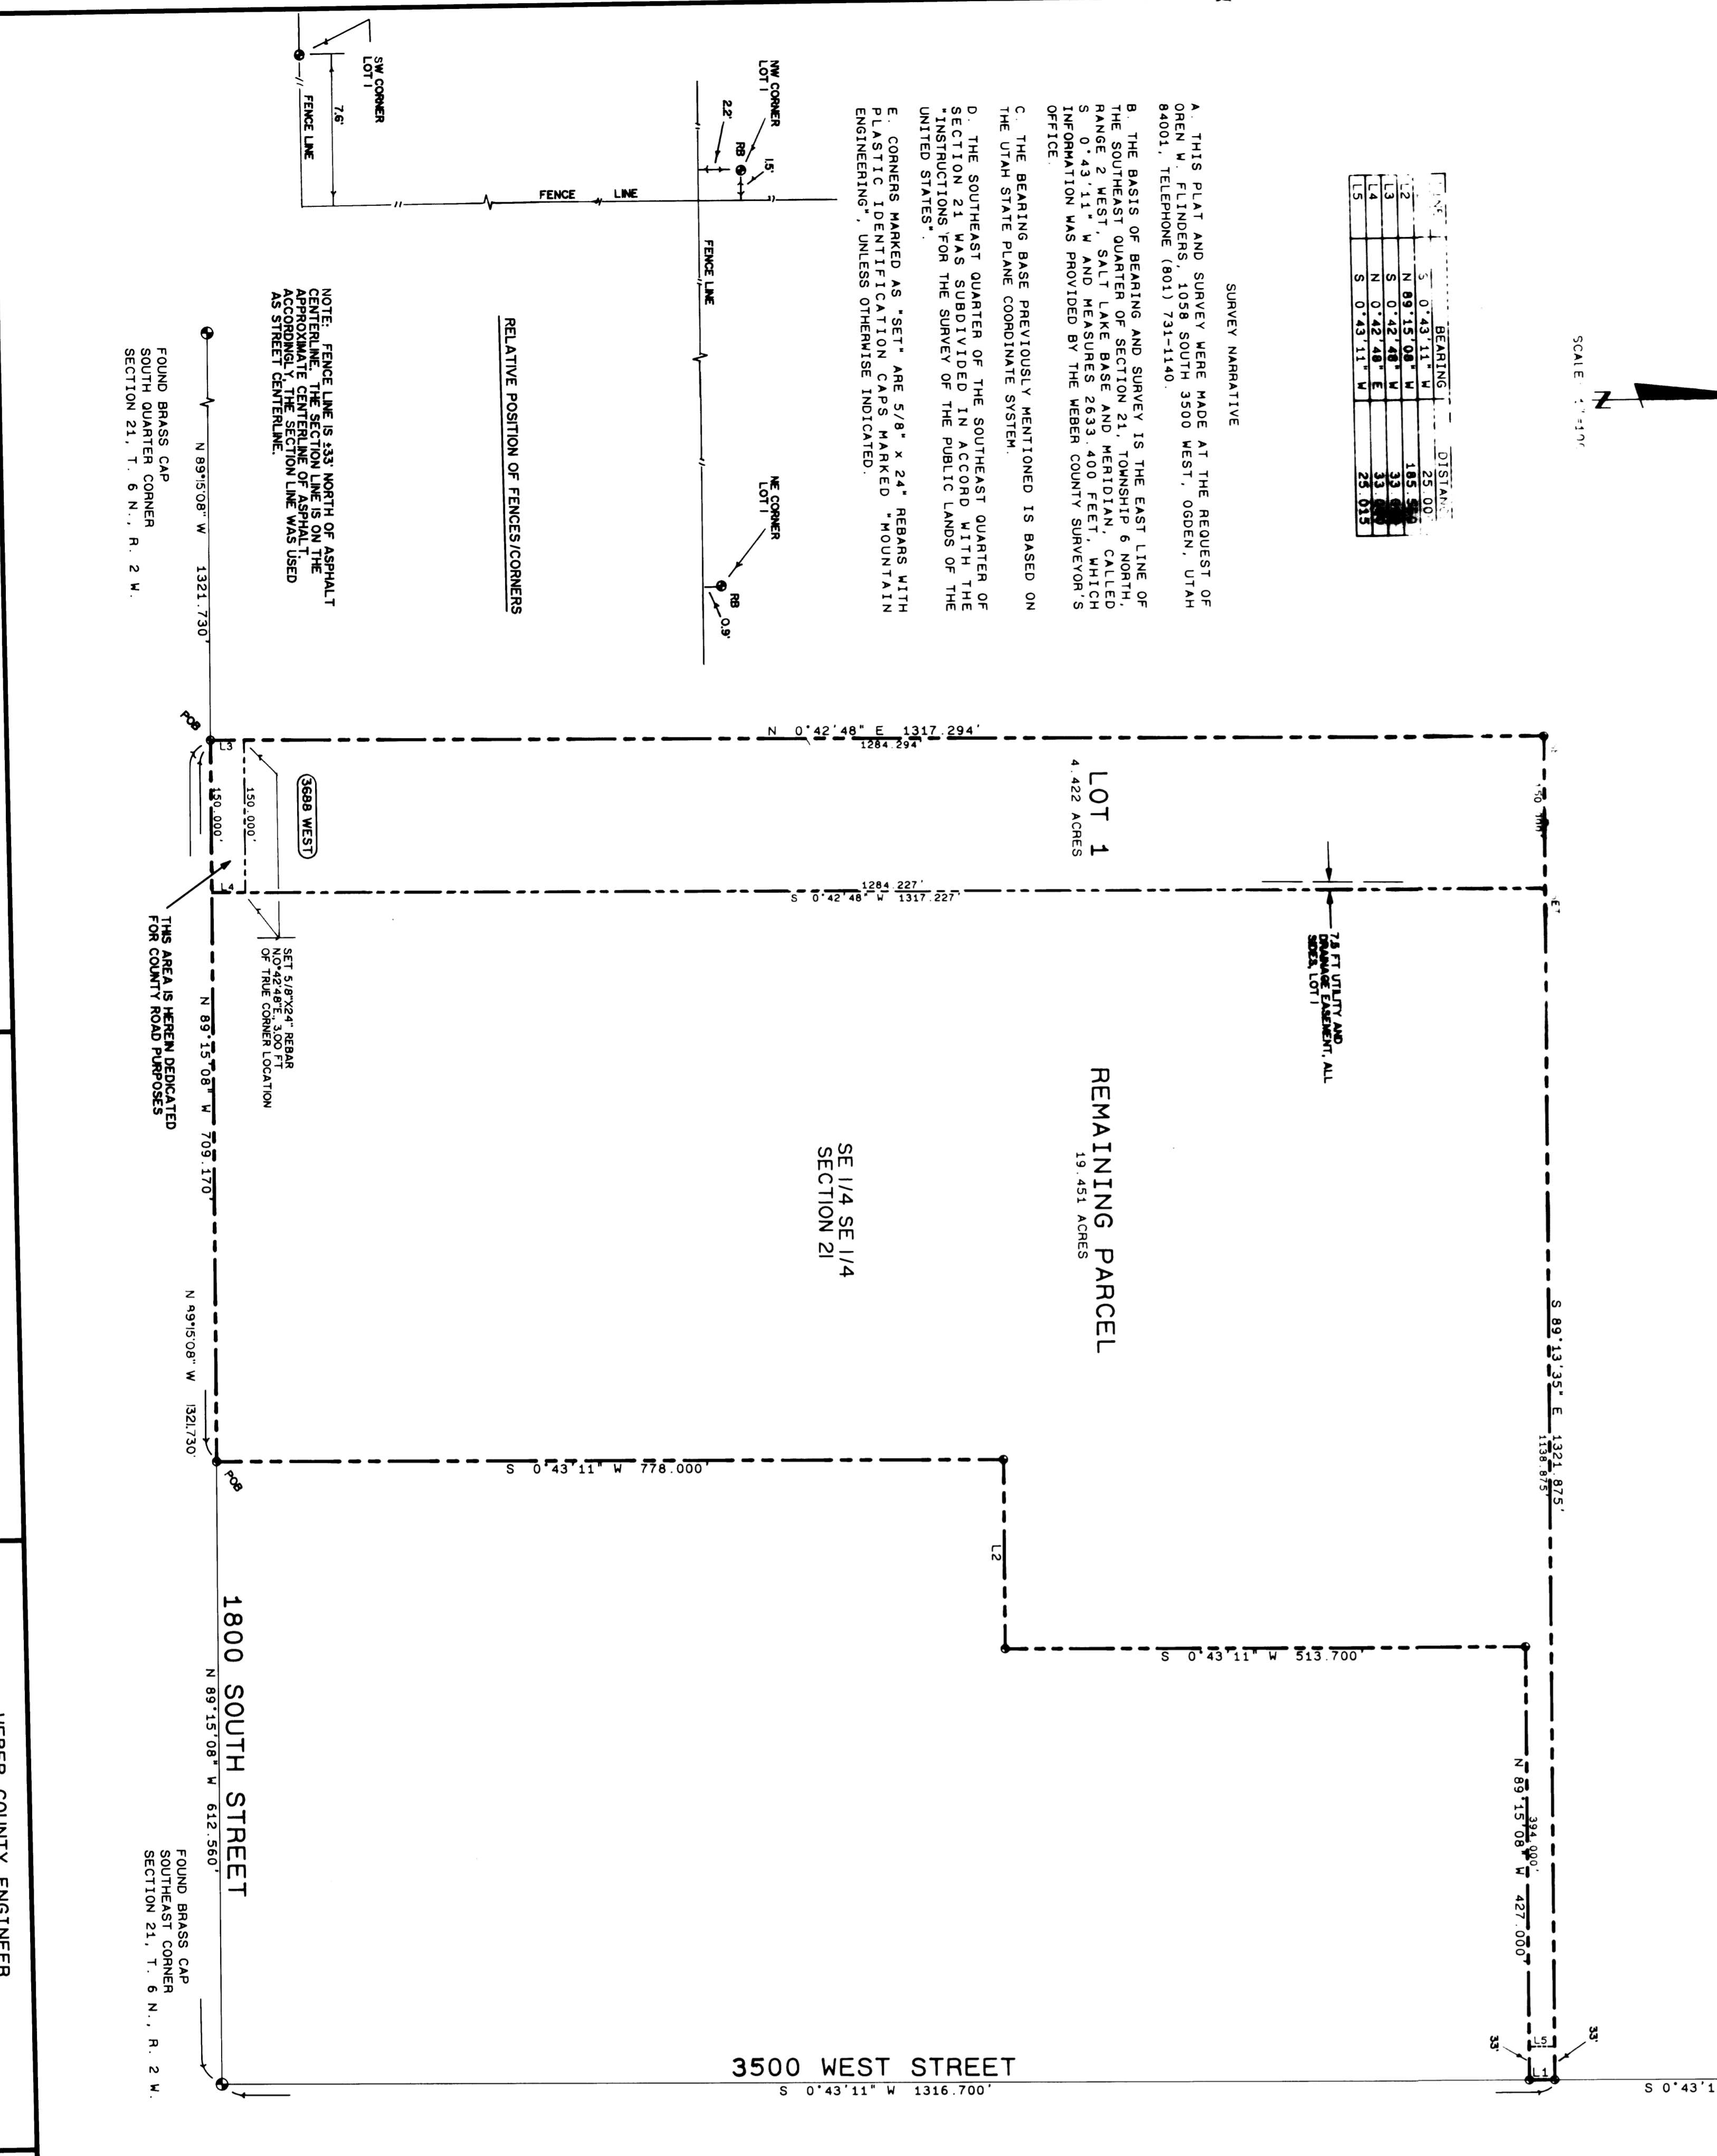 SCALE
BEARING
S 0°43'11" W 25.00
L2 N 89°15'08" W
L3 S 0°42'48" W
L4 N 0°42'48" E
L5 S 0°43'11" W 25.015
SURVEY NARRATIVE
A. THIS PLAT AND SURVEY WERE MADE AT THE REQUEST OF
OREN W. FLINDERS, 1058 SOUTH 3500 WEST, OGDEN, UTAH
84001, TELEPHONE (801) 731-1140.
B. THE BASIS OF BEARING AND SURVEY IS THE EAST LINE OF
THE SOUTHEAST QUARTER OF SECTION 21, TOWNSHIP 6 NORTH,
RANGE 2 WEST, SALT LAKE BASE AND MERIDIAN, CALLED
S 0°43'11" W AND MEASURES 2633.400 FEET, WHICH
INFORMATION WAS PROVIDED BY THE WEBER COUNTY SURVEYOR'S
OFFICE.
C. THE BEARING BASE PREVIOUSLY MENTIONED IS BASED ON
THE UTAH STATE PLANE COORDINATE SYSTEM.
D. THE SOUTHEAST QUARTER OF THE SOUTHEAST QUARTER OF
SECTION 21 WAS SUBDIVIDED IN ACCORD WITH THE
"INSTRUCTIONS FOR THE SURVEY OF THE PUBLIC LANDS OF THE
UNITED STATES".
E. CORNERS MARKED AS "SET" ARE 5/8" x 24" REBARS WITH
PLASTIC IDENTIFICATION CAPS MARKED "MOUNTAIN
ENGINEERING", UNLESS OTHERWISE INDICATED.
NW CORNER
LOT 1
1.5'
RB
2.2'
FENCE LINE
NE CORNER
LOT 1
RB
0.9'
FENCE LINE
SW CORNER
LOT 1
7.6'
FENCE LINE
RELATIVE POSITION OF FENCES/CORNERS
NOTE: FENCE LINE IS ±33' NORTH OF ASPHALT
CENTERLINE. THE SECTION LINE IS ON THE
APPROXIMATE CENTERLINE OF ASPHALT.
ACCORDINGLY, THE SECTION LINE WAS USED
AS STREET CENTERLINE.
N 89°15'08" W 1321.730'
FOUND BRASS CAP
SOUTH QUARTER CORNER
SECTION 21, T. 6 N., R. 2 W.
S 89°13'35" E 1321.875'
1138.875'
N 0°42'48" E 1317.294'
1284.294'
LOT 1
4.422 ACRES
1284.227'
S 0°42'48" W 1317.227'
7.5 FT UTILITY AND
DRAINAGE EASEMENT, ALL
SIDES, LOT 1
REMAINING PARCEL
19.451 ACRES
SE 1/4 SE 1/4
SECTION 21
3688 WEST
150.000'
150.000'
L3
L4
POB
SET 5/8"X24" REBAR
N.0°42'48"E., 3.00 FT
OF TRUE CORNER LOCATION
THIS AREA IS HEREIN DEDICATED
FOR COUNTY ROAD PURPOSES
N 89°15'08" W 709.170'
N 89°15'08" W 1321.730'
POB
S 0°43'11" W 778.000'
L2
S 0°43'11" W 513.700'
394.000'
N 89°15'08" W 427.000'
33'
33'
L5
L1
1800 SOUTH STREET
N 89°15'08" W 612.560'
FOUND BRASS CAP
SOUTHEAST CORNER
SECTION 21, T. 6 N., R. 2 W.
3500 WEST STREET
S 0°43'11" W 1316.700'
S 0°43'1
WEBER COUNTY ENGINEER